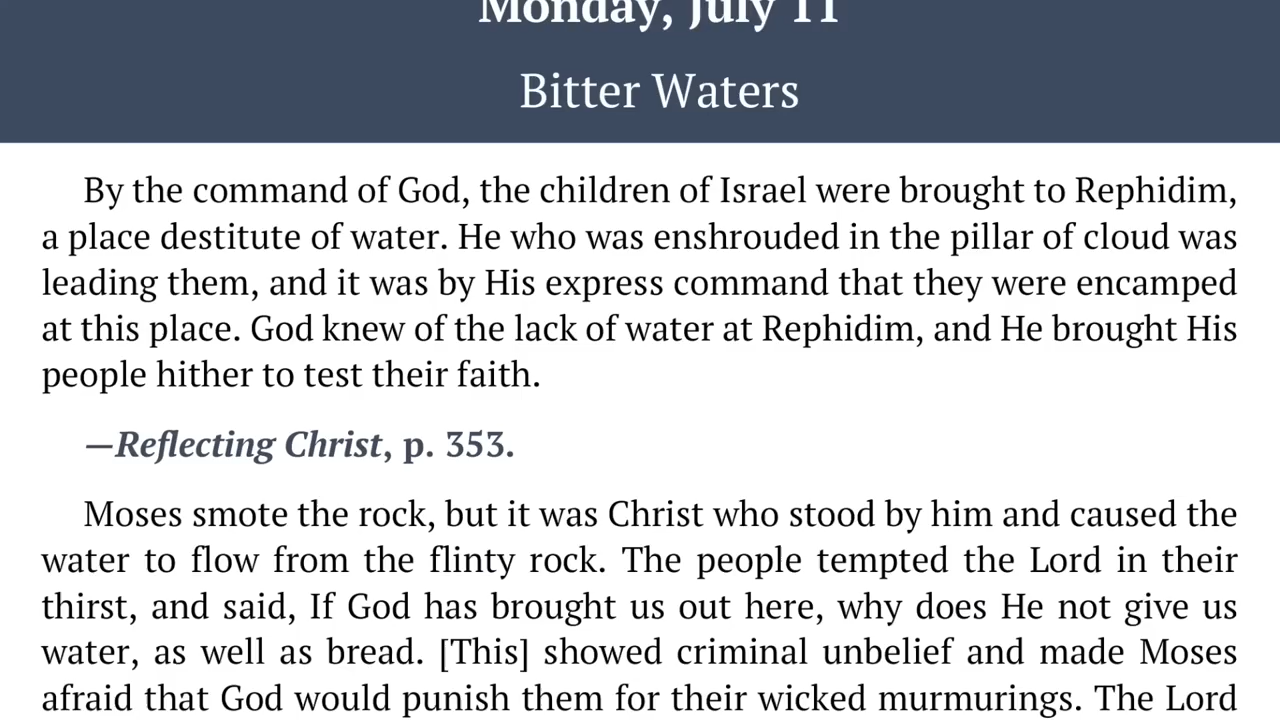 Monday, July 11
Bitter Waters
By the command of God, the children of Israel were brought to Rephidim,
a place destitute of water. He who was enshrouded in the pillar of cloud was
leading them, and it was by His express command that they were encamped
at this place. God knew of the lack of water at Rephidim, and He brought His
people hither to test their faith.
—Reflecting Christ, p. 353.
Moses smote the rock, but it was Christ who stood by him and caused the
water to flow from the flinty rock. The people tempted the Lord in their
thirst, and said, If God has brought us out here, why does He not give us
water, as well as bread. [This] showed criminal unbelief and made Moses
afraid that God would punish them for their wicked murmurings. The Lord